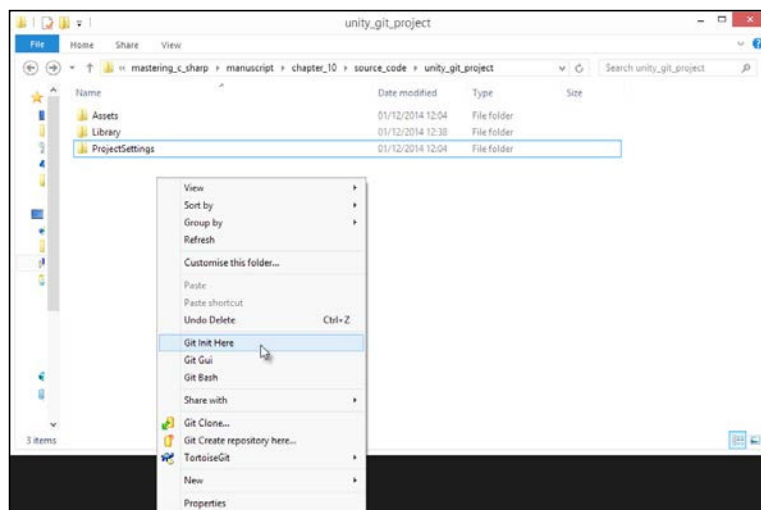 unity_git_project
File Home Share View
« mastering_c_sharp ▸ manuscript ▸ chapter_10 ▸ source_code ▸ unity_git_project
Search unity_git_project
Name Date modified Type Size
Assets 01/12/2014 12:04 File folder
Library 01/12/2014 12:38 File folder
ProjectSettings 01/12/2014 12:04 File folder
View
Sort by
Group by
Refresh
Customise this folder...
Paste
Paste shortcut
Undo Delete Ctrl+Z
Git Init Here
Git Gui
Git Bash
Share with
Git Clone...
Git Create repository here...
TortoiseGit
New
Properties
3 items